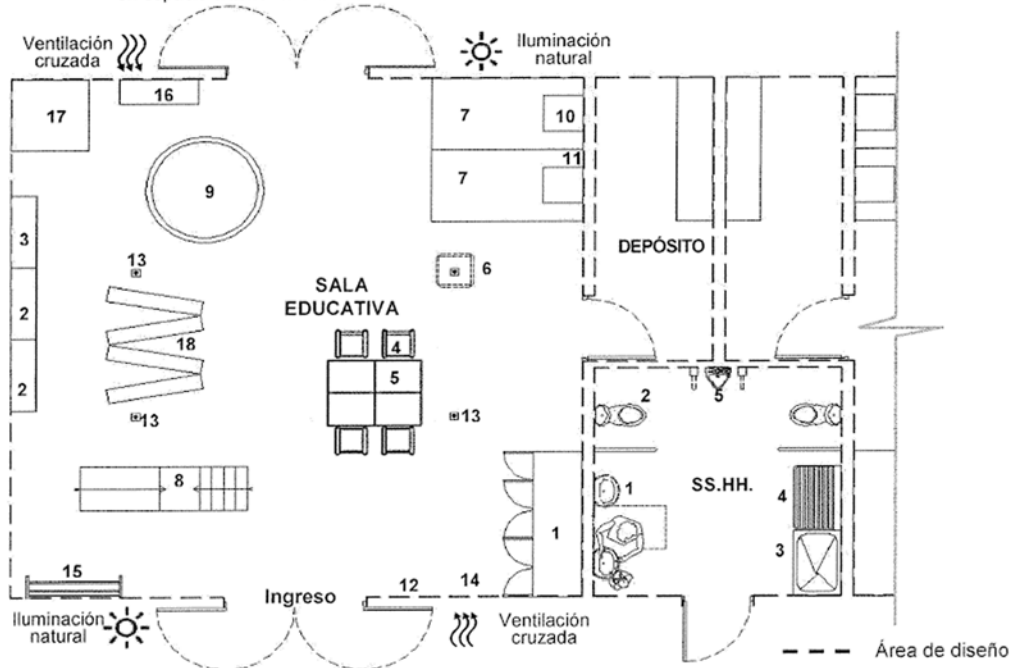 Ventilación
cruzada
Iluminación
natural
17
16
7
10
11
7
9
3
13
6
DEPÓSITO
SALA
EDUCATIVA
2
18
4
5
2
13
13
2
5
8
1
SS.HH.
1
4
3
15
12
14
Ingreso
Iluminación
natural
Ventilación
cruzada
Área de diseño